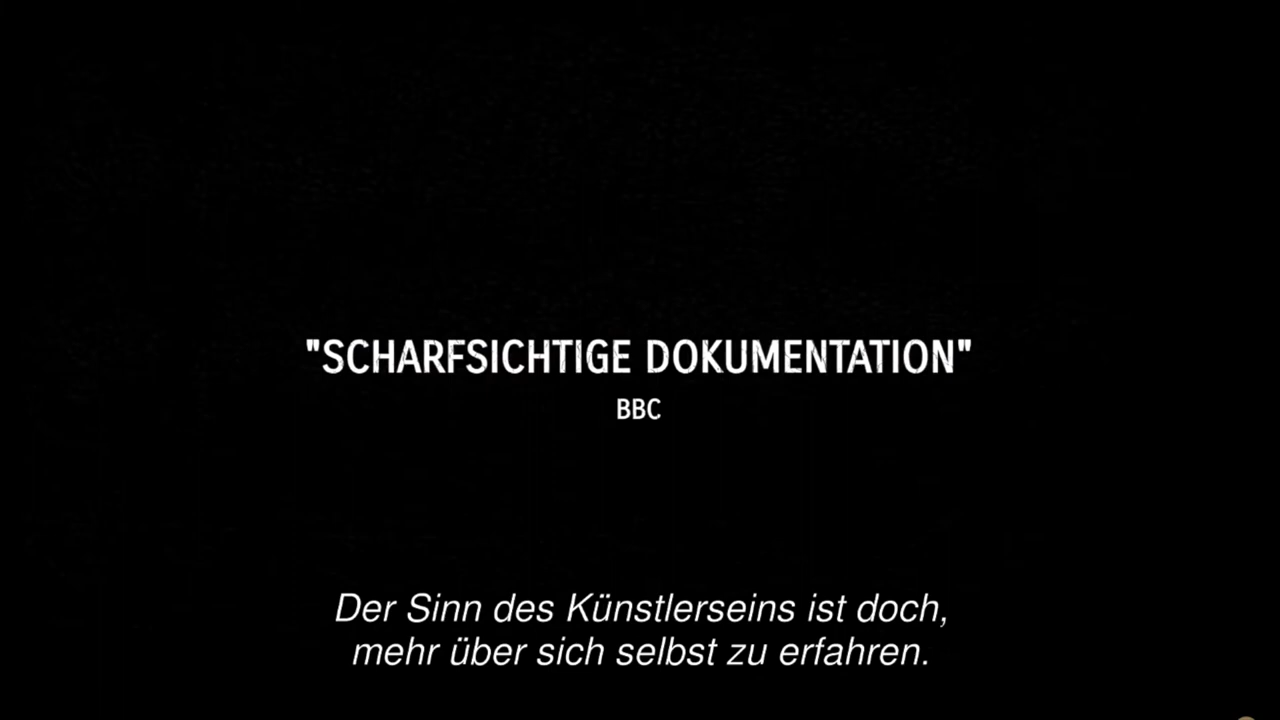 "SCHARFSICHTIGE DOKUMENTATION"
BBC
Der Sinn des Künstlerseins ist doch,
mehr über sich selbst zu erfahren.